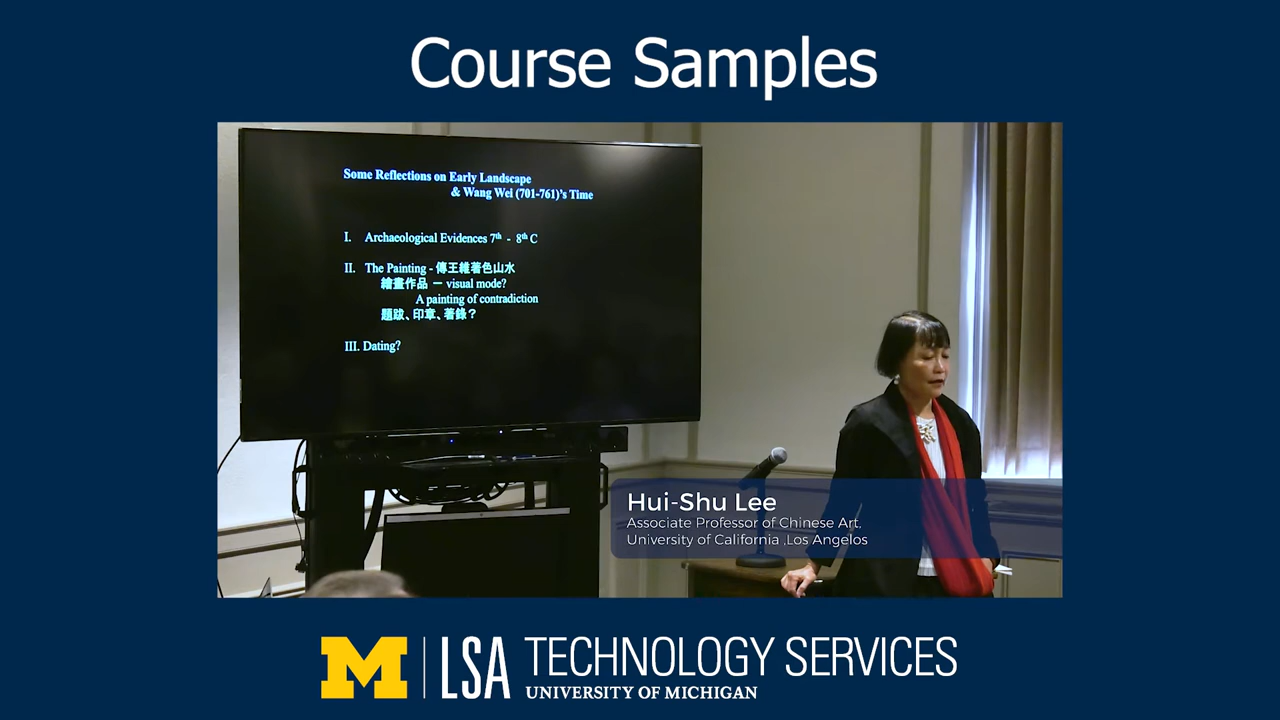 Course Samples
Some Reflections on Early Landscape
& Wang Wei (701-761)'s Time
I. Archaeological Evidences 7th - 8th C
II. The Painting - 傳王維著色山水
繪畫作品 － visual mode?
A painting of contradiction
題跋、印章、著錄？
III. Dating?
Hui-Shu Lee
Associate Professor of Chinese Art,
University of California ,Los Angelos
M LSA TECHNOLOGY SERVICES
UNIVERSITY OF MICHIGAN